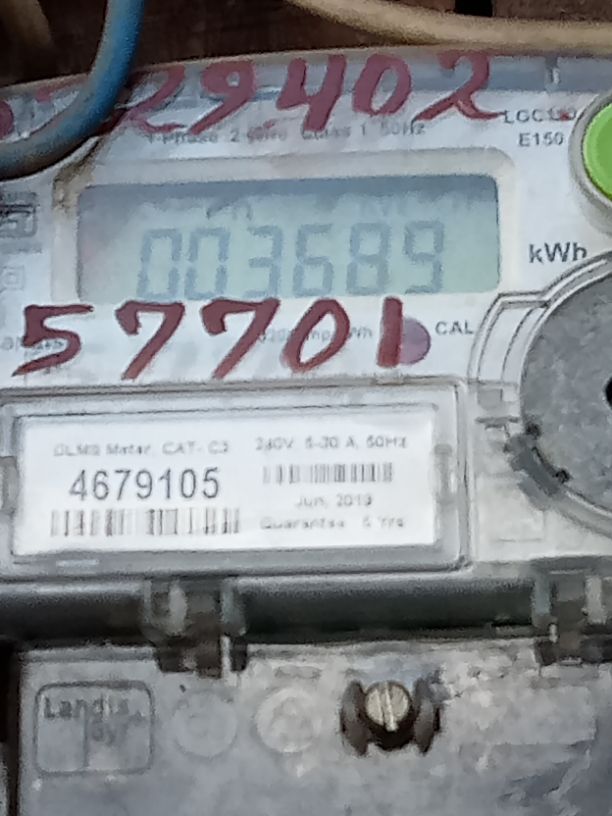 29402
1 Phase 2 Wire Class 1 50Hz
E150
003689
kWh
57701
CAL
DLMS Meter, CAT- C3 240V 5-30 A, 50Hz
4679105
Jun, 2019
Guarantee 5 Yrs
Landis
Gyr